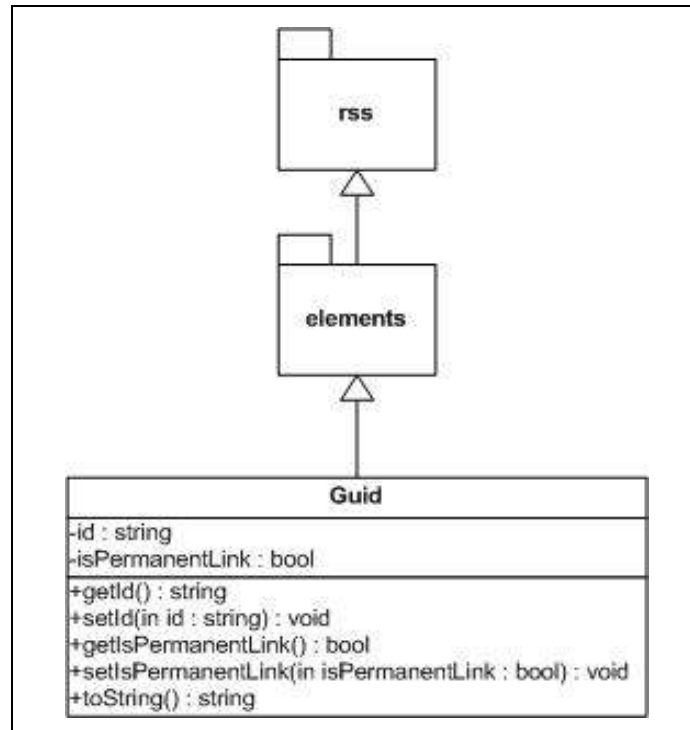 rss
elements
Guid
-id : string
-isPermanentLink : bool
+getId() : string
+setId(in id : string) : void
+getIsPermanentLink() : bool
+setIsPermanentLink(in isPermanentLink : bool) : void
+toString() : string